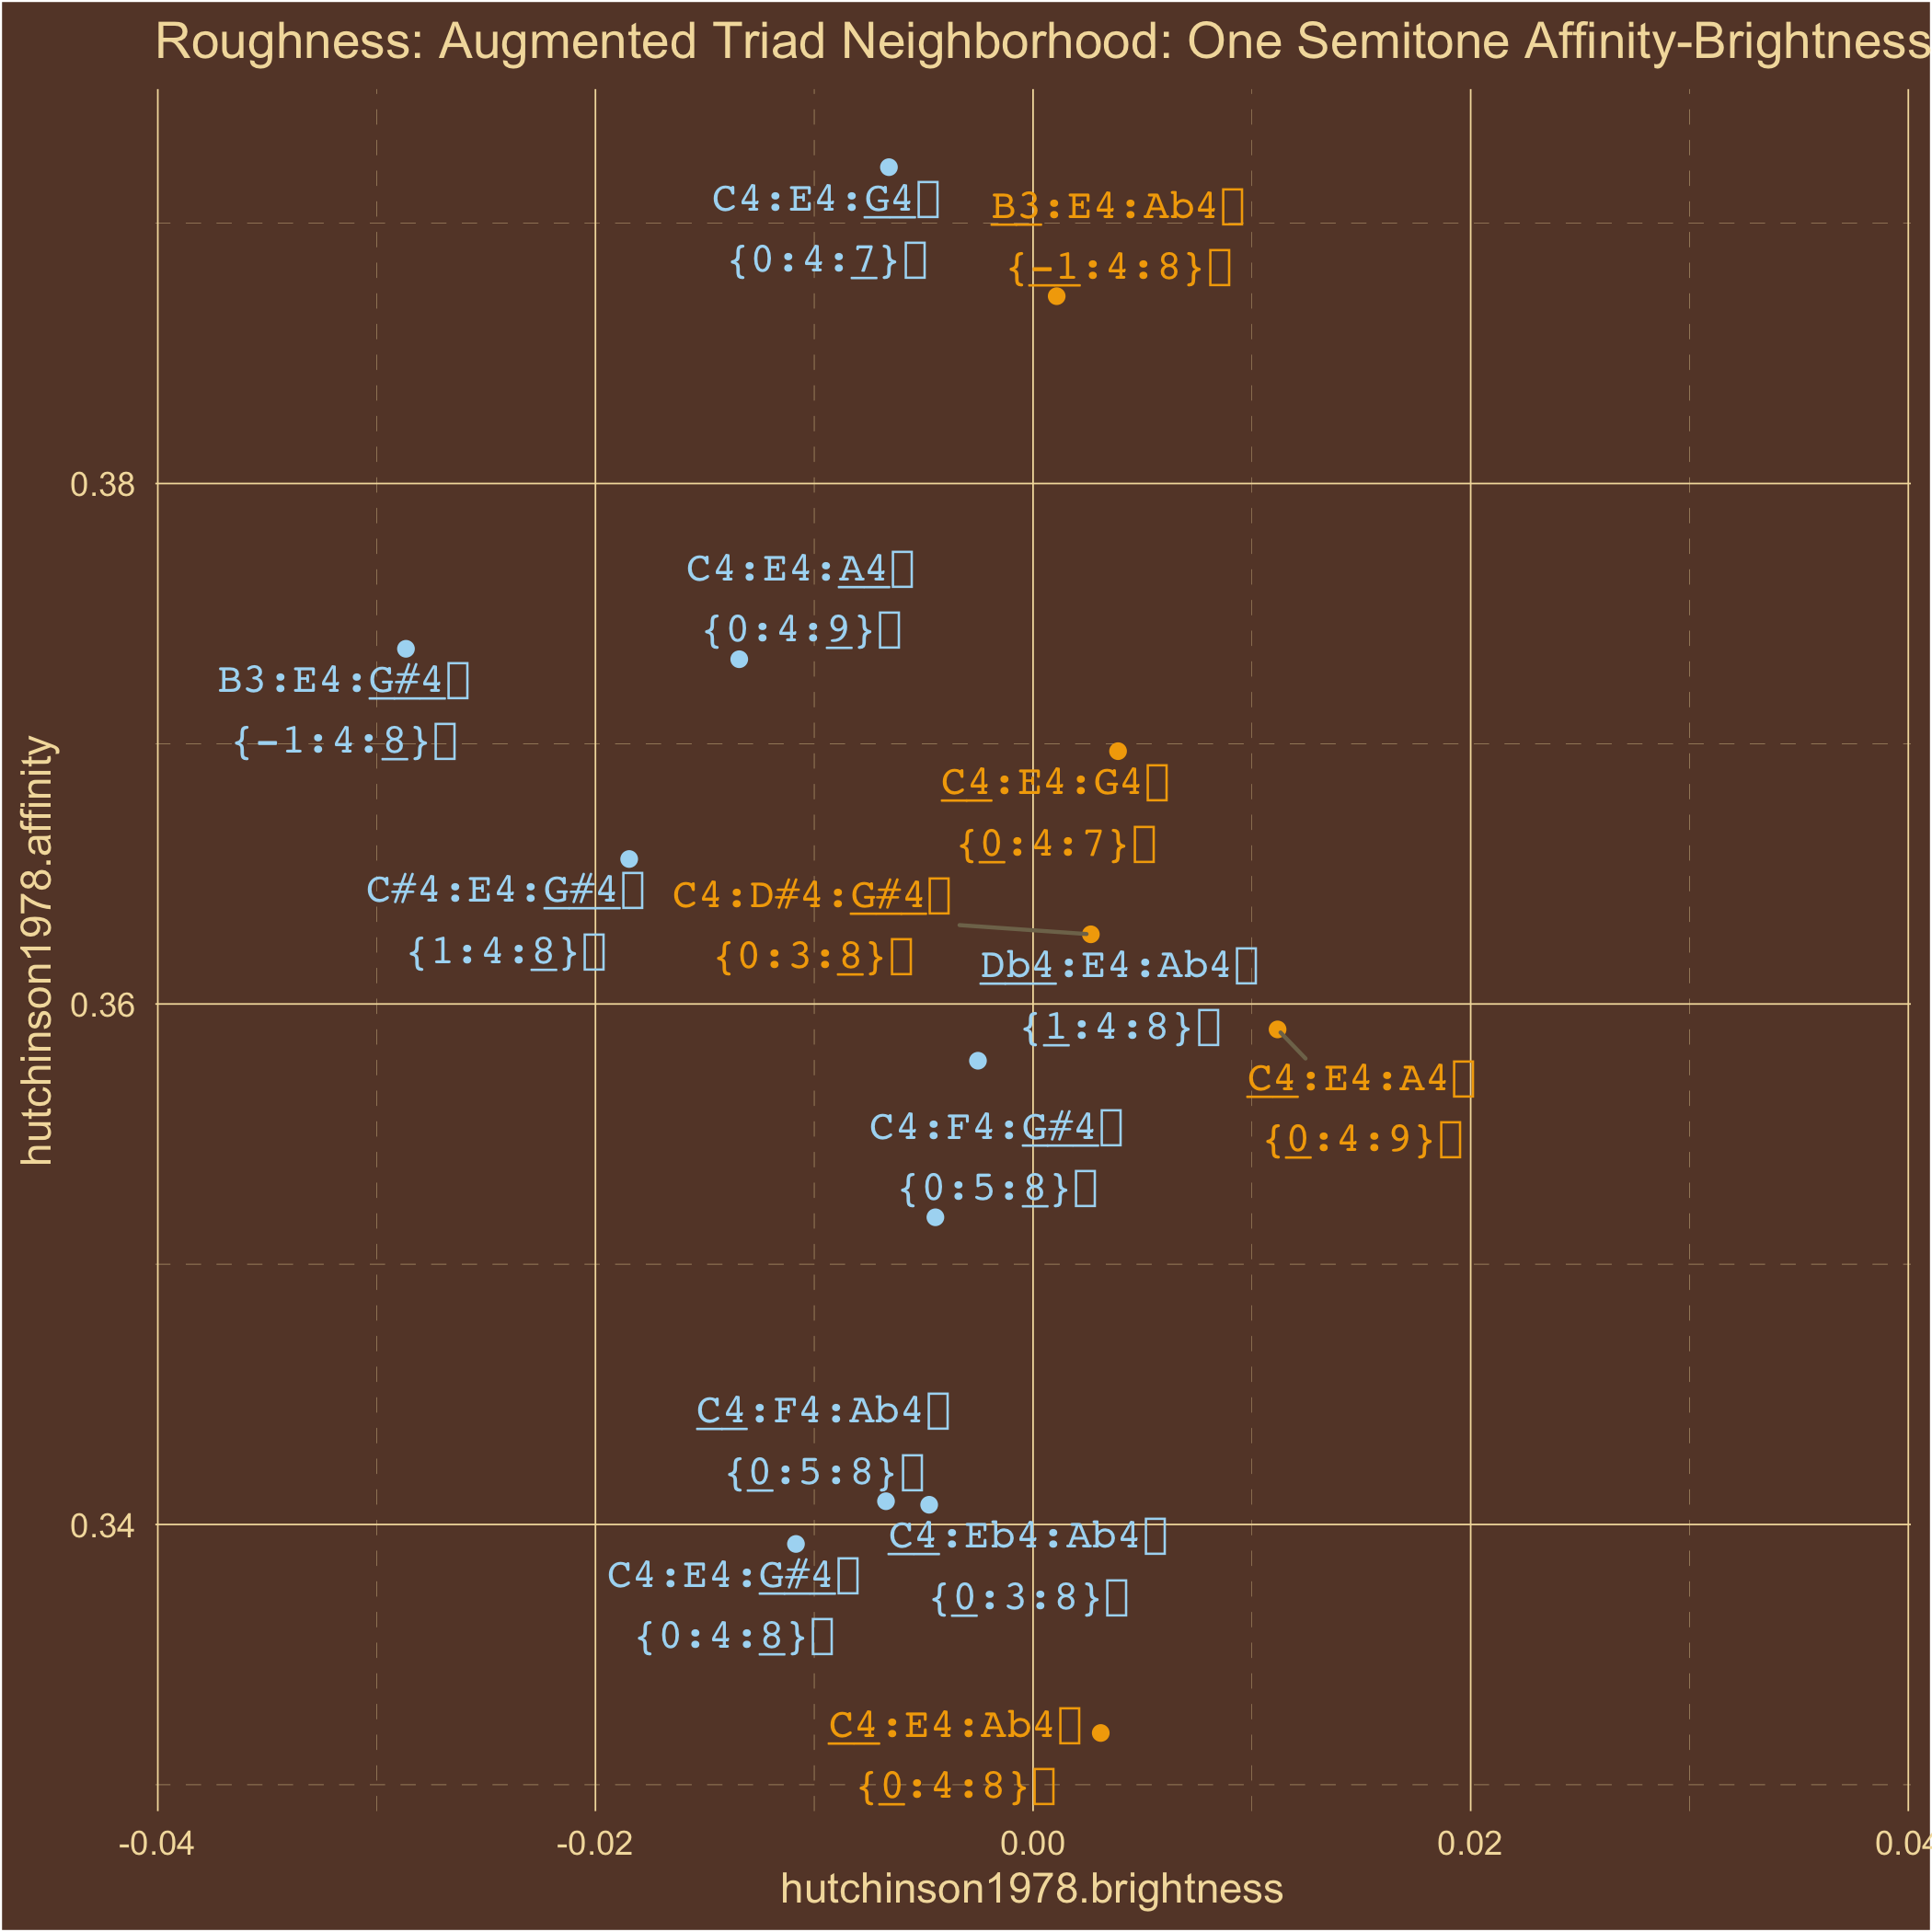 Roughness: Augmented Triad Neighborhood: One Semitone Affinity-Brightness
C4:E4:G4
{0:4:7}
B3:E4:Ab4
{-1:4:8}
0.38
C4:E4:A4
{0:4:9}
B3:E4:G#4
{-1:4:8}
C4:E4:G4
{0:4:7}
C#4:E4:G#4
{1:4:8}
C4:D#4:G#4
{0:3:8}
Db4:E4:Ab4
{1:4:8}
0.36
C4:E4:A4
{0:4:9}
C4:F4:G#4
{0:5:8}
C4:F4:Ab4
{0:5:8}
0.34
C4:Eb4:Ab4
{0:3:8}
C4:E4:G#4
{0:4:8}
C4:E4:Ab4
{0:4:8}
hutchinson1978.affinity
-0.04
-0.02
0.00
0.02
0.04
hutchinson1978.brightness